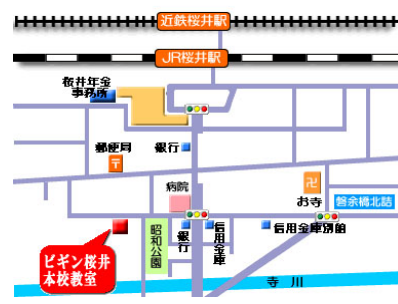 近鉄桜井駅
JR桜井駅
桜井年金
事務所
郵便局
〒
銀行
病院
卍
お寺
磐余橋北詰
昭和公園
銀行
信用金庫
信用金庫別館
ビギン桜井
本校教室
寺川